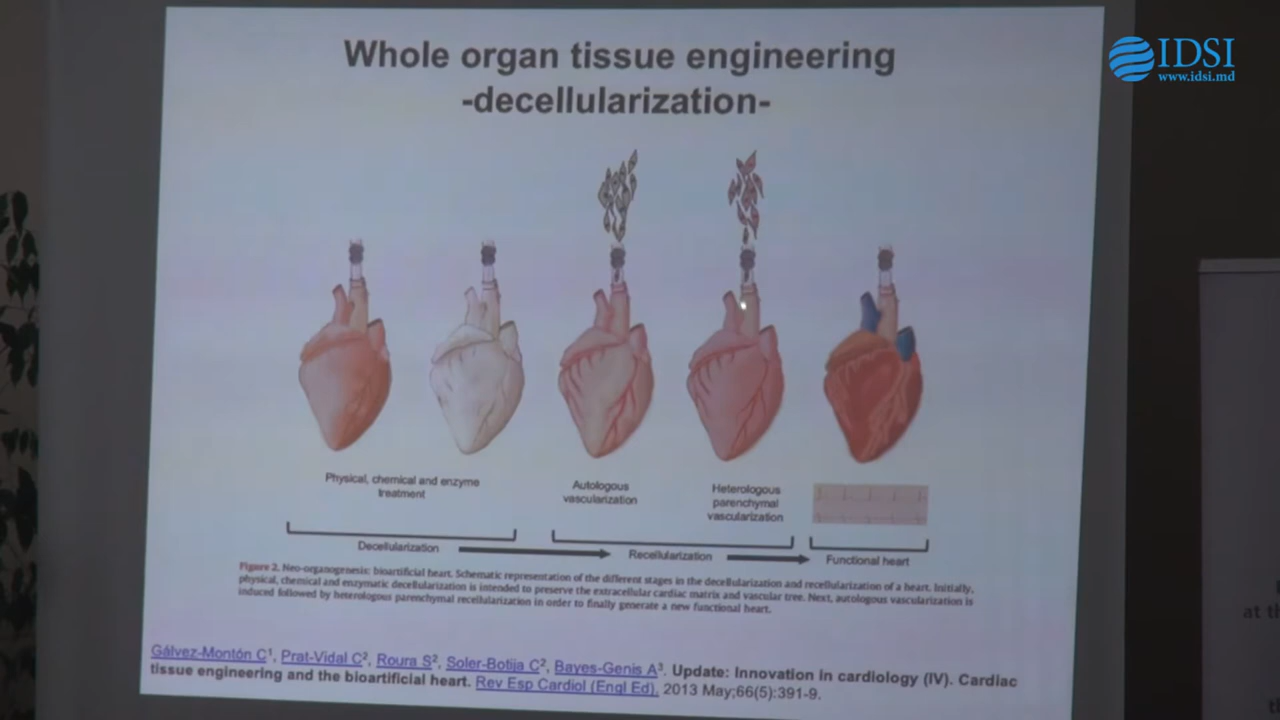 Whole organ tissue engineering
-decellularization-
IDSI
www.idsi.md
Physical, chemical and enzyme
treatment
Autologous
vascularization
Heterologous
parenchymal
vascularization
Decellularization
Recellularization
Functional heart
Figure 2. Neo-organogenesis: bioartificial heart. Schematic representation of the different stages in the decellularization and recellularization of a heart. Initially,
physical, chemical and enzymatic decellularization is intended to preserve the extracellular cardiac matrix and vascular tree. Next, autologous vascularization is
induced followed by heterologous parenchymal recellularization in order to finally generate a new functional heart.
Gálvez-Montón C¹, Prat-Vidal C², Roura S², Soler-Botija C², Bayes-Genis A³. Update: Innovation in cardiology (IV). Cardiac
tissue engineering and the bioartificial heart. Rev Esp Cardiol (Engl Ed). 2013 May;66(5):391-9.
at